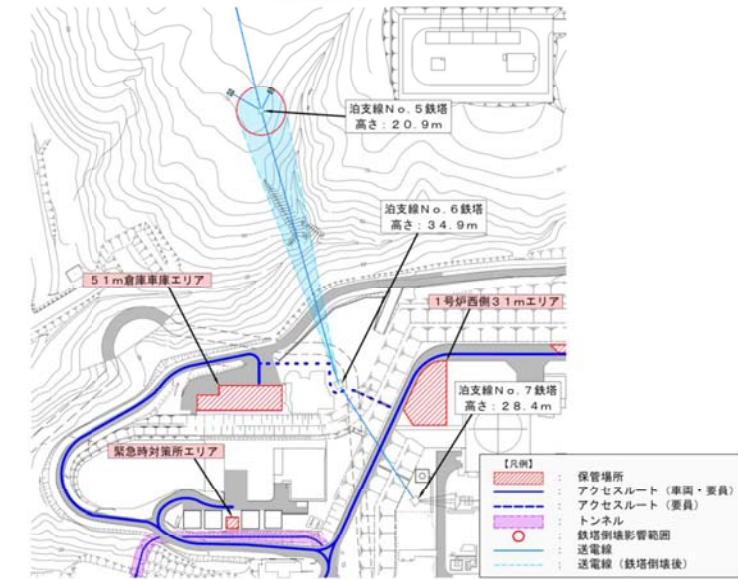 泊支線No.5鉄塔
高さ:20.9m
泊支線No.6鉄塔
高さ:34.9m
51m倉庫車庫エリア
1号炉西側31mエリア
泊支線No.7鉄塔
高さ:28.4m
緊急時対策所エリア
【凡例】
: 保管場所
: アクセスルート(車両・要員)
: アクセスルート(要員)
: トンネル
: 鉄塔倒壊影響範囲
: 送電線
: 送電線(鉄塔倒壊後)